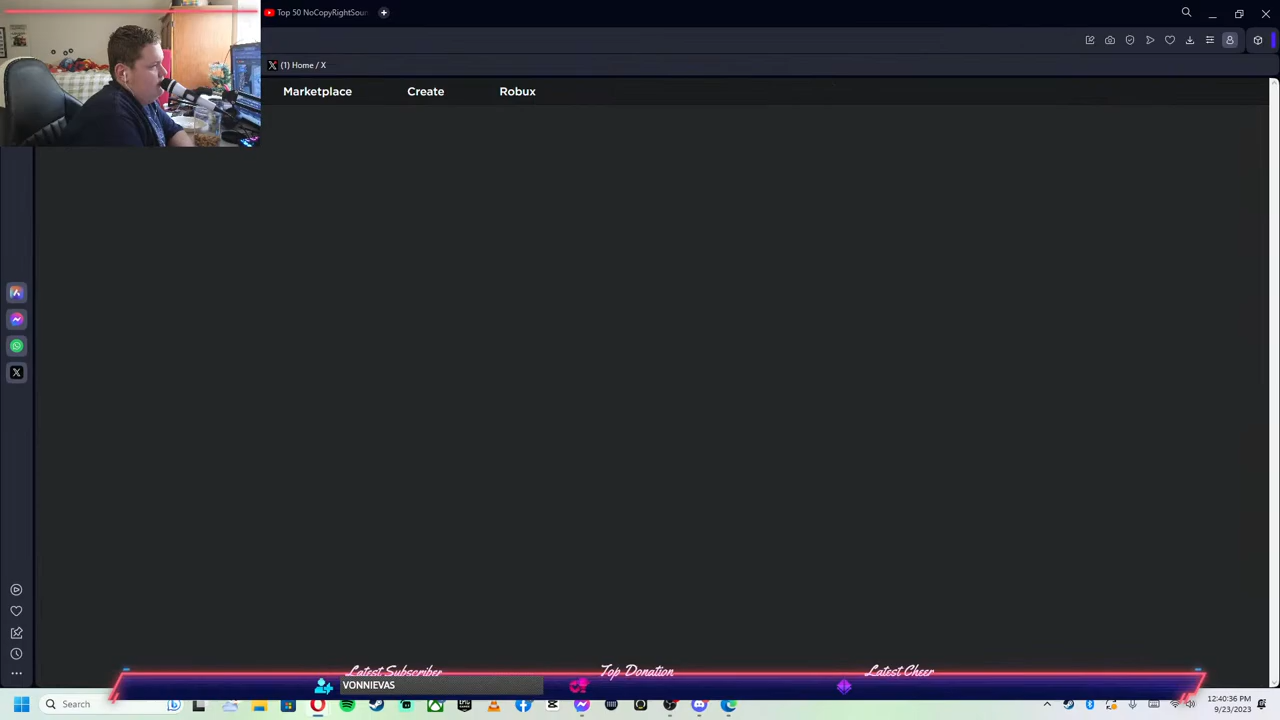 Top 50 NoCopyRightSoun
(1) Home / X
Marketplace
Create
Robux
Latest Subscriber
Top Donation
Latest Cheer
VONNIEVAS
Search
12:40:36 PM
9/23/2023